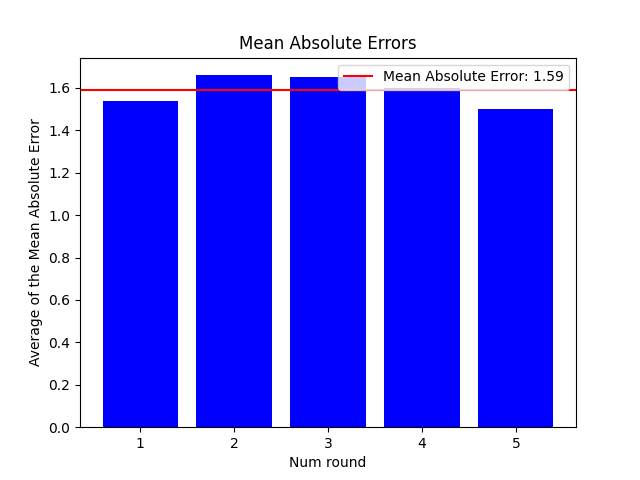 Mean Absolute Errors
Mean Absolute Error: 1.59
Average of the Mean Absolute Error
1.6
1.4
1.2
1.0
0.8
0.6
0.4
0.2
0.0
1 2 3 4 5
Num round